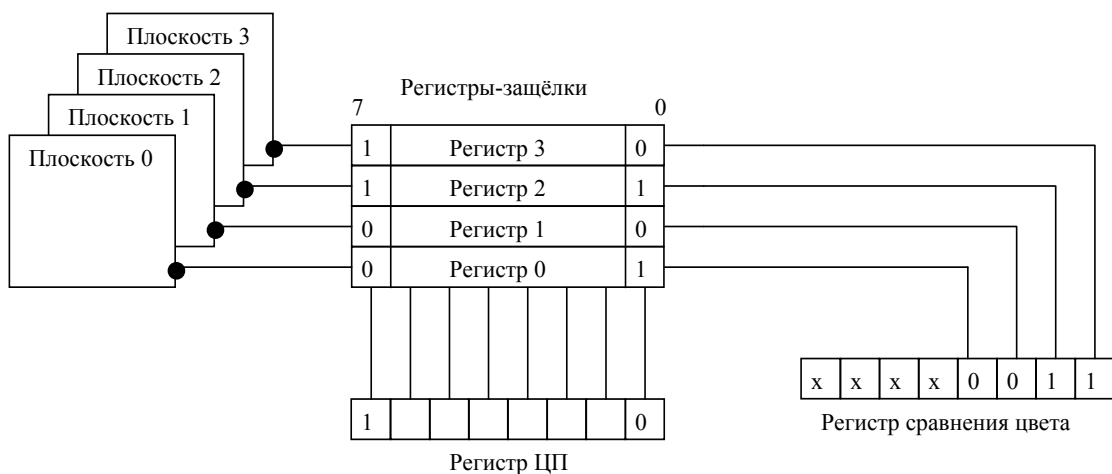 Плоскость 3
Плоскость 2
Плоскость 1
Плоскость 0
Регистры-защёлки
7 0
1 Регистр 3 0
1 Регистр 2 1
0 Регистр 1 0
0 Регистр 0 1
x x x x 0 0 1 1
Регистр сравнения цвета
1 0
Регистр ЦП